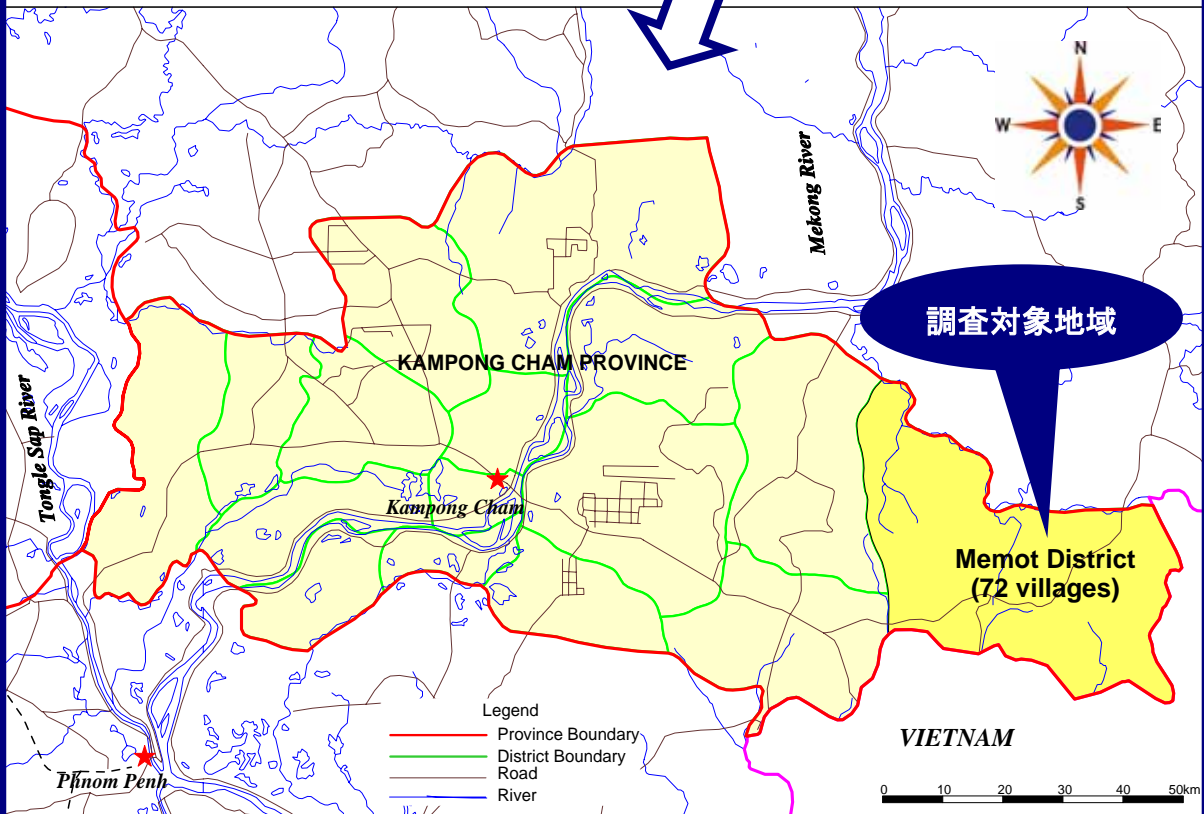 N
W
E
S
Mekong River
調査対象地域
KAMPONG CHAM PROVINCE
Tongle Sap River
Kampong Cham
Memot District
(72 villages)
Legend
Province Boundary
District Boundary
Road
River
VIETNAM
Phnom Penh
0 10 20 30 40 50km